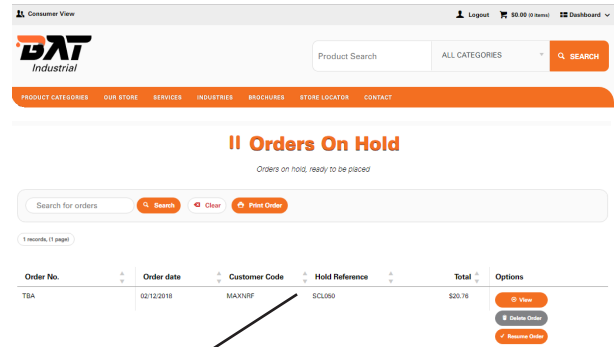 Consumer View Logout $0.00 (0 items) Dashboard
BAT
Industrial
Product Search ALL CATEGORIES SEARCH
PRODUCT CATEGORIES OUR STORE SERVICES INDUSTRIES BROCHURES STORE LOCATOR CONTACT
Orders On Hold
Orders on hold, ready to be placed
Search for orders Search Clear Print Order
1 records, (1 page)
Order No. Order date Customer Code Hold Reference Total Options
TBA 02/12/2018 MAXNRF SCL050 $20.76 View
Delete Order
Resume Order